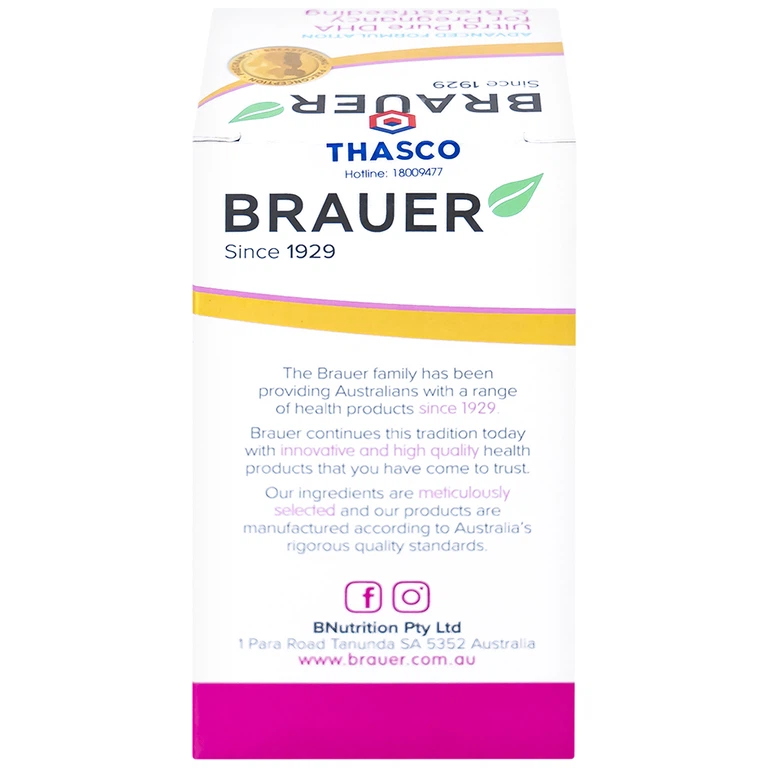 ADVANCED FORMULATION
Ultra Pure DHA
for Pregnancy
& Breastfeeding
PRECONCEPTION
BRAUER
Since 1929
THASCO
Hotline: 18009477
BRAUER
Since 1929
The Brauer family has been
providing Australians with a range
of health products since 1929.
Brauer continues this tradition today
with innovative and high quality health
products that you have come to trust.
Our ingredients are meticulously
selected and our products are
manufactured according to Australia's
rigorous quality standards.
BNutrition Pty Ltd
1 Para Road Tanunda SA 5352 Australia
www.brauer.com.au